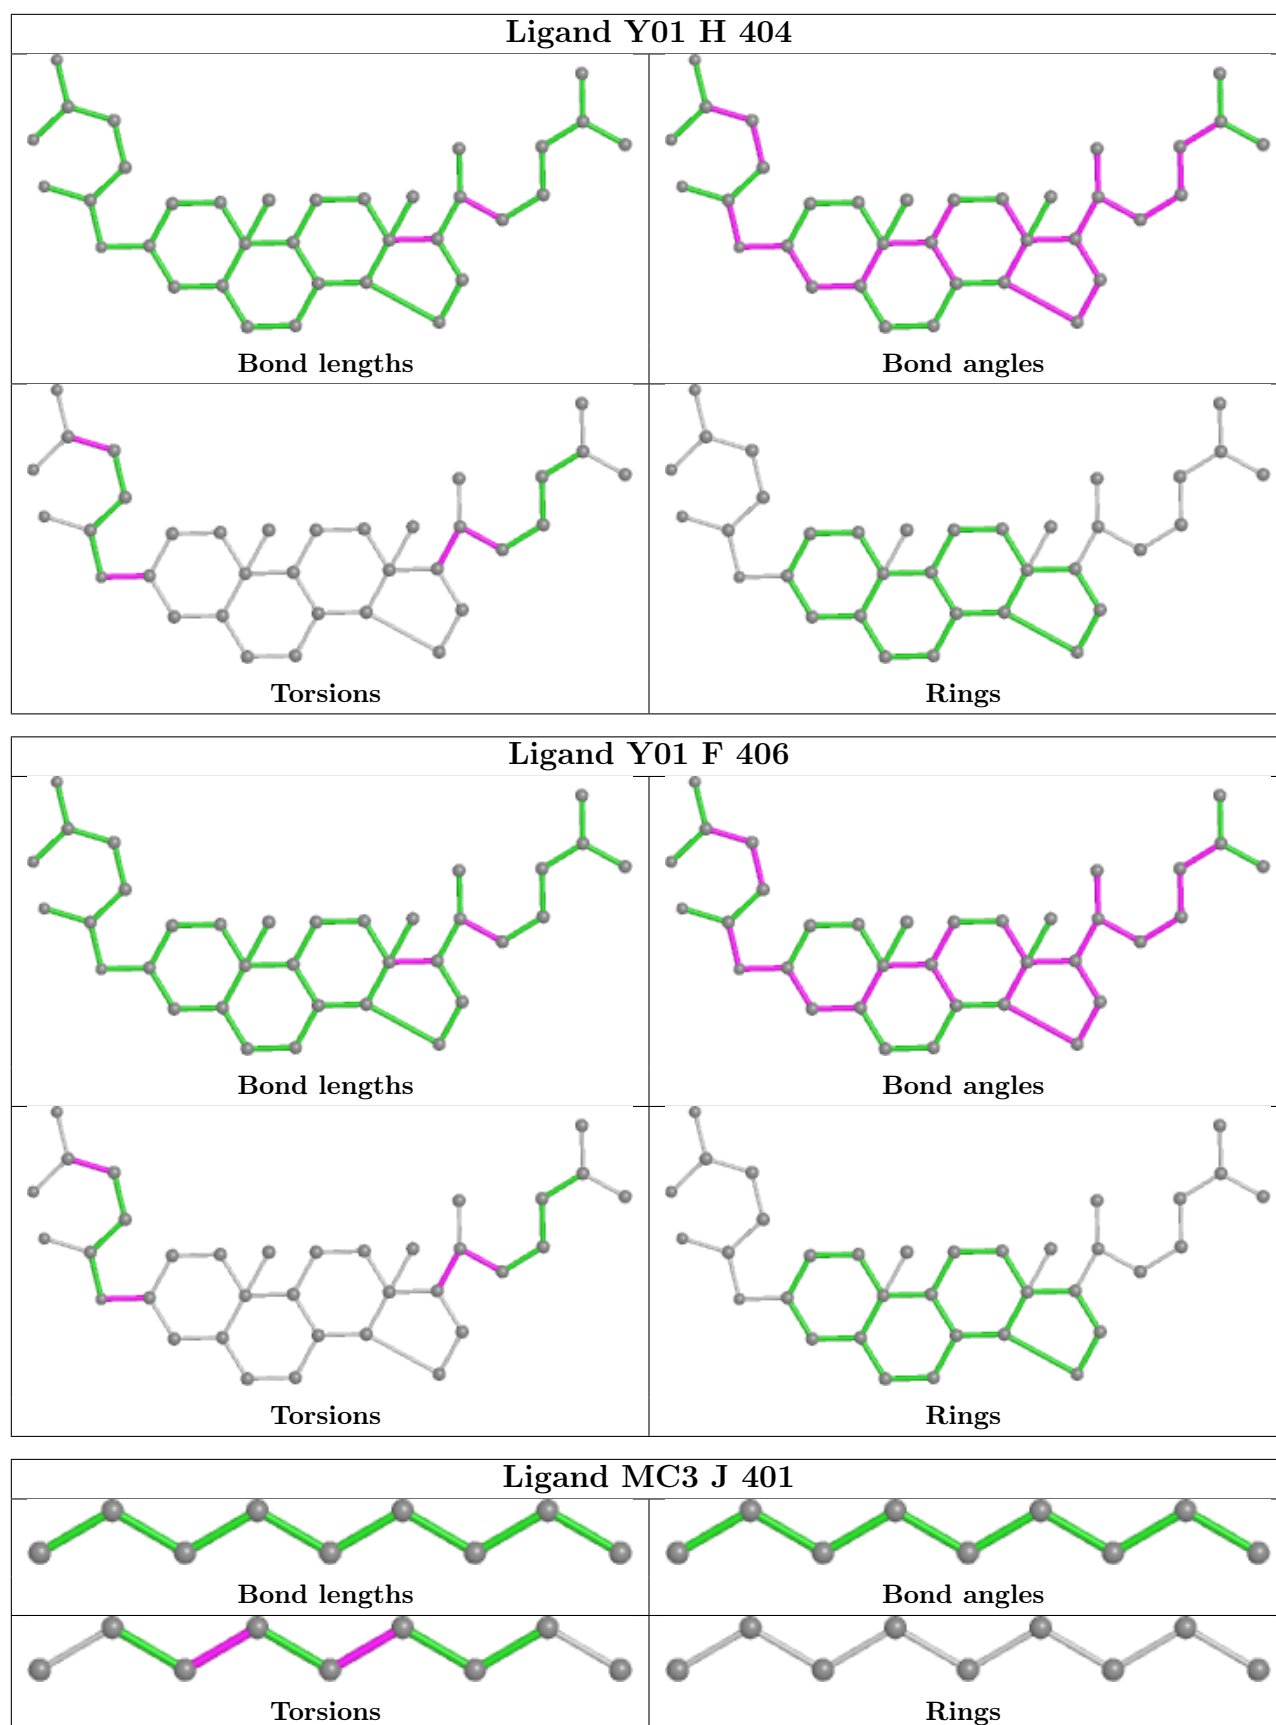 Ligand Y01 H 404
Bond lengths
Bond angles
Torsions
Rings
Ligand Y01 F 406
Bond lengths
Bond angles
Torsions
Rings
Ligand MC3 J 401
Bond lengths
Bond angles
Torsions
Rings